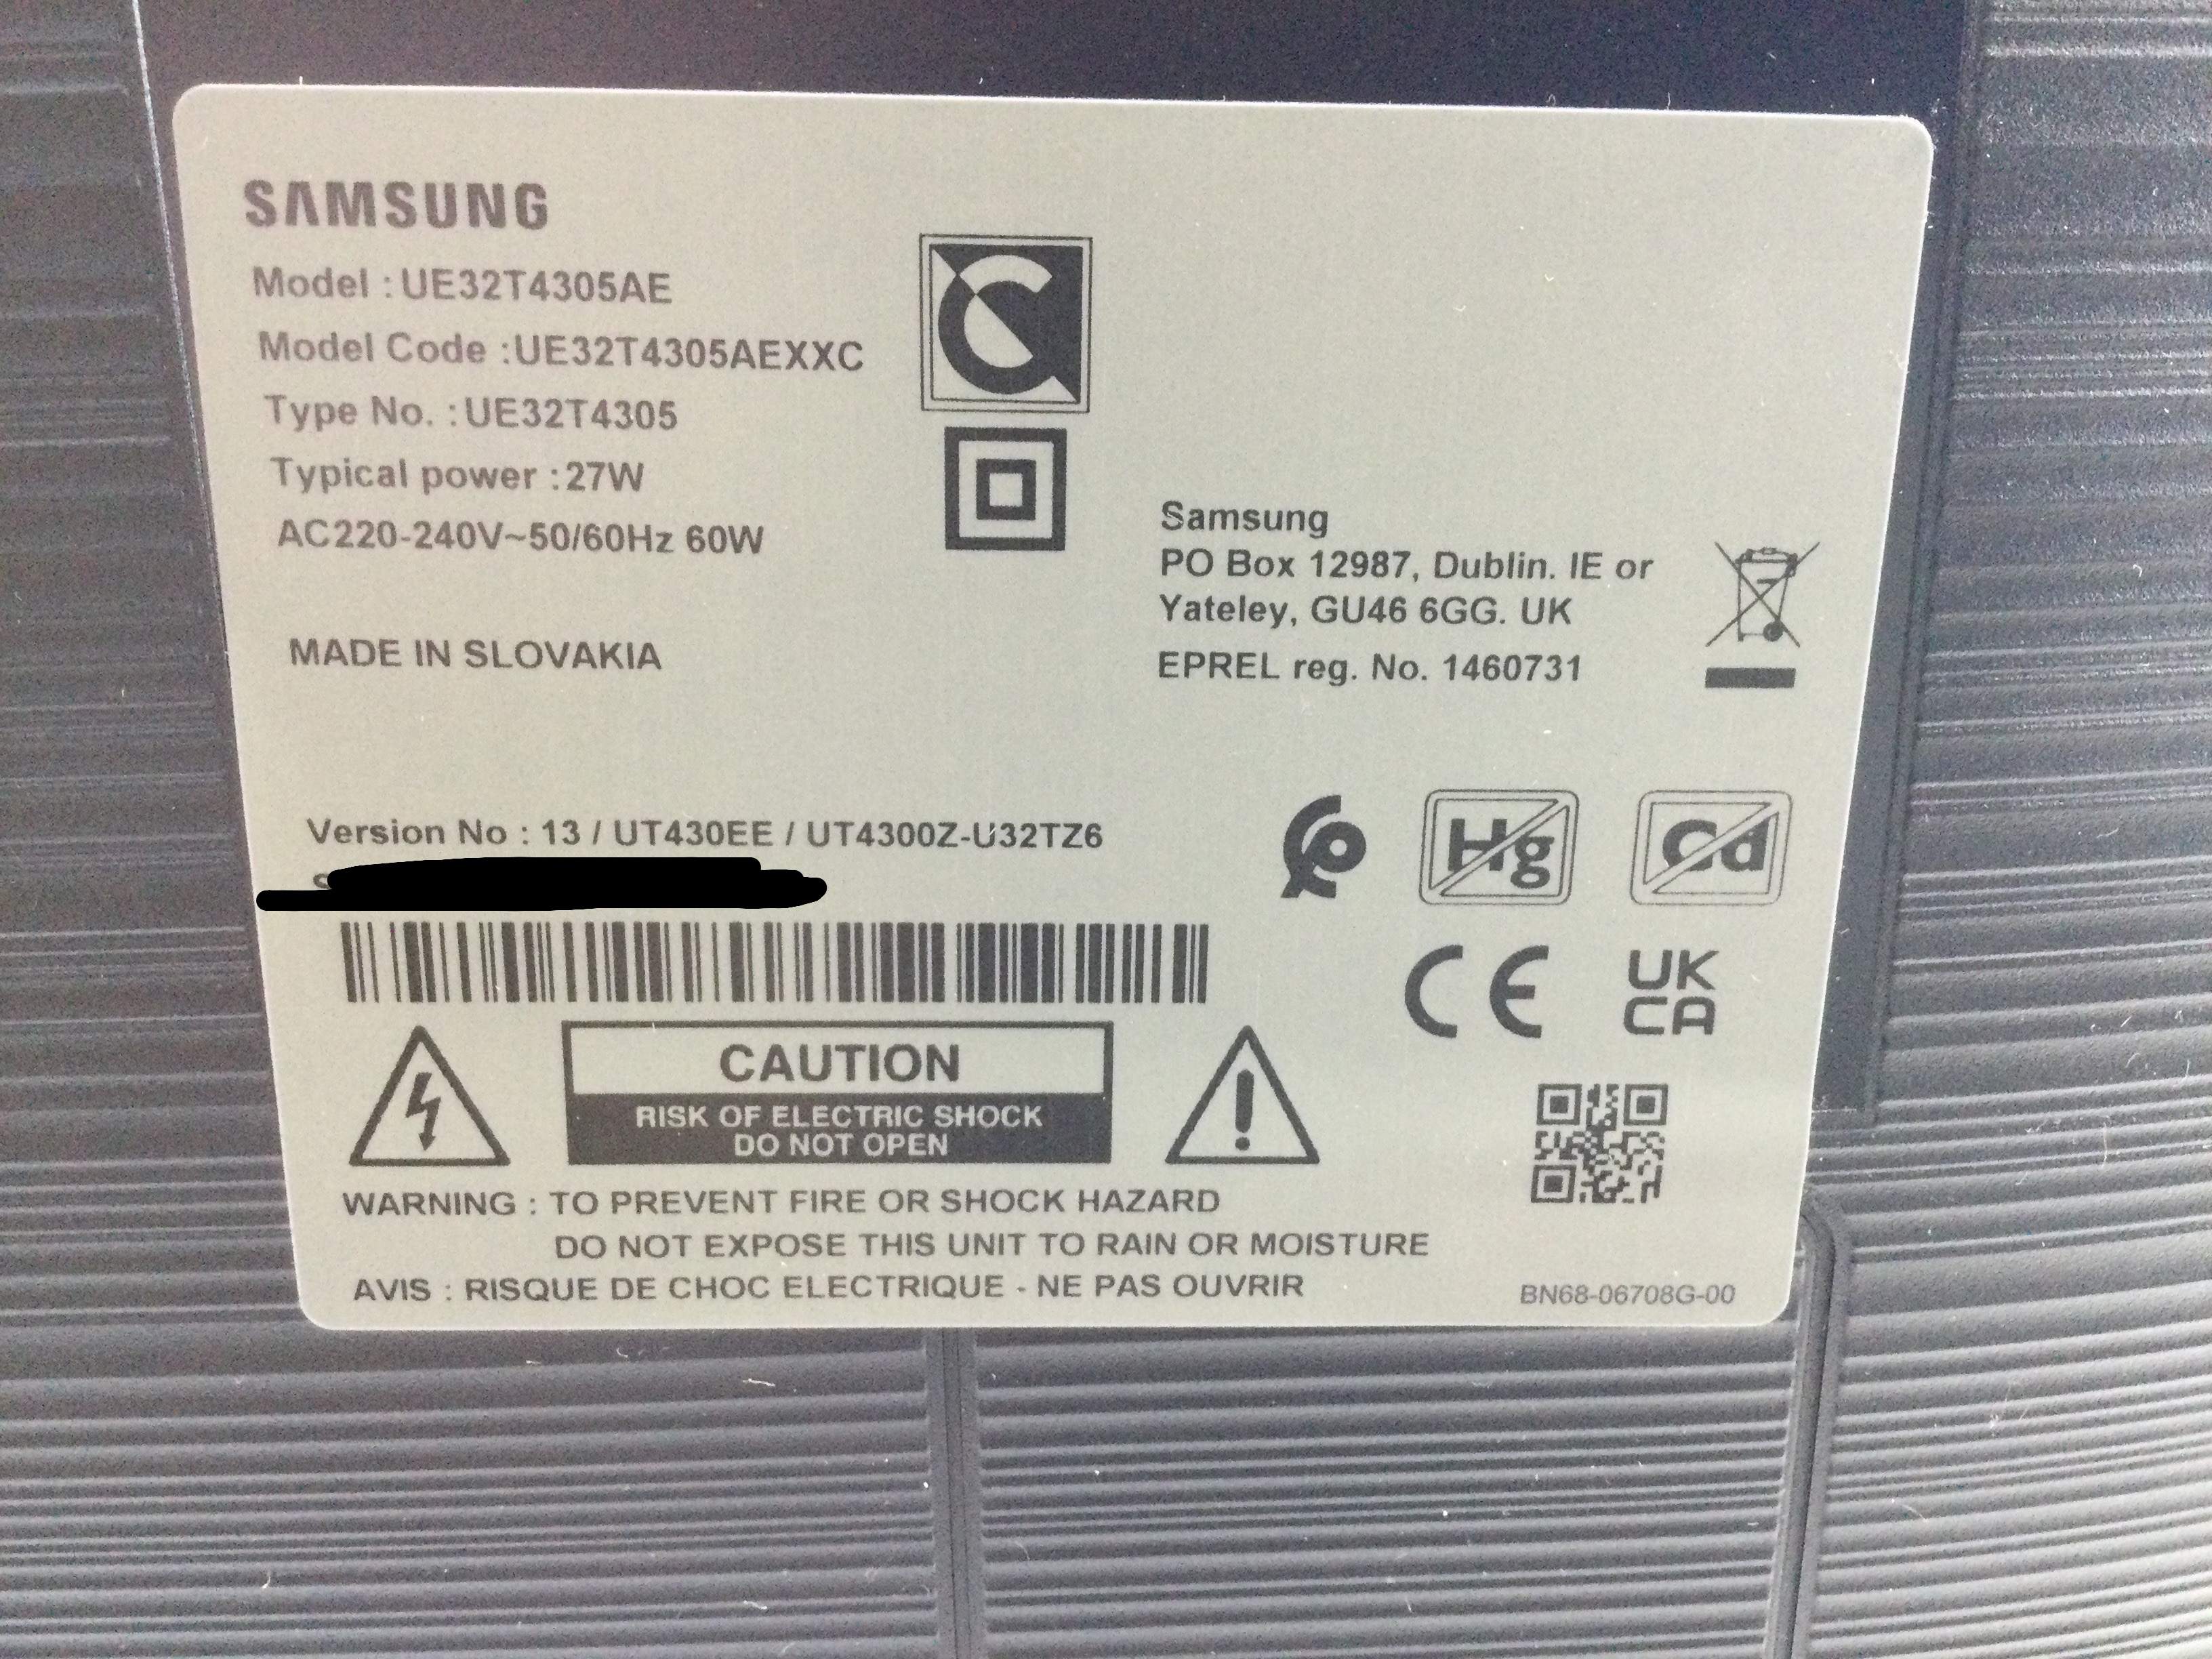 SAMSUNG
Model : UE32T4305AE
Model Code :UE32T4305AEXXC
Type No. :UE32T4305
Typical power :27W
AC220-240V~50/60Hz 60W
MADE IN SLOVAKIA
Samsung
PO Box 12987, Dublin. IE or
Yateley, GU46 6GG. UK
EPREL reg. No. 1460731
Version No : 13 / UT430EE / UT4300Z-U32TZ6
Hg
Cd
CE
UK
CA
CAUTION
RISK OF ELECTRIC SHOCK
DO NOT OPEN
WARNING : TO PREVENT FIRE OR SHOCK HAZARD
DO NOT EXPOSE THIS UNIT TO RAIN OR MOISTURE
AVIS : RISQUE DE CHOC ELECTRIQUE - NE PAS OUVRIR
BN68-06708G-00